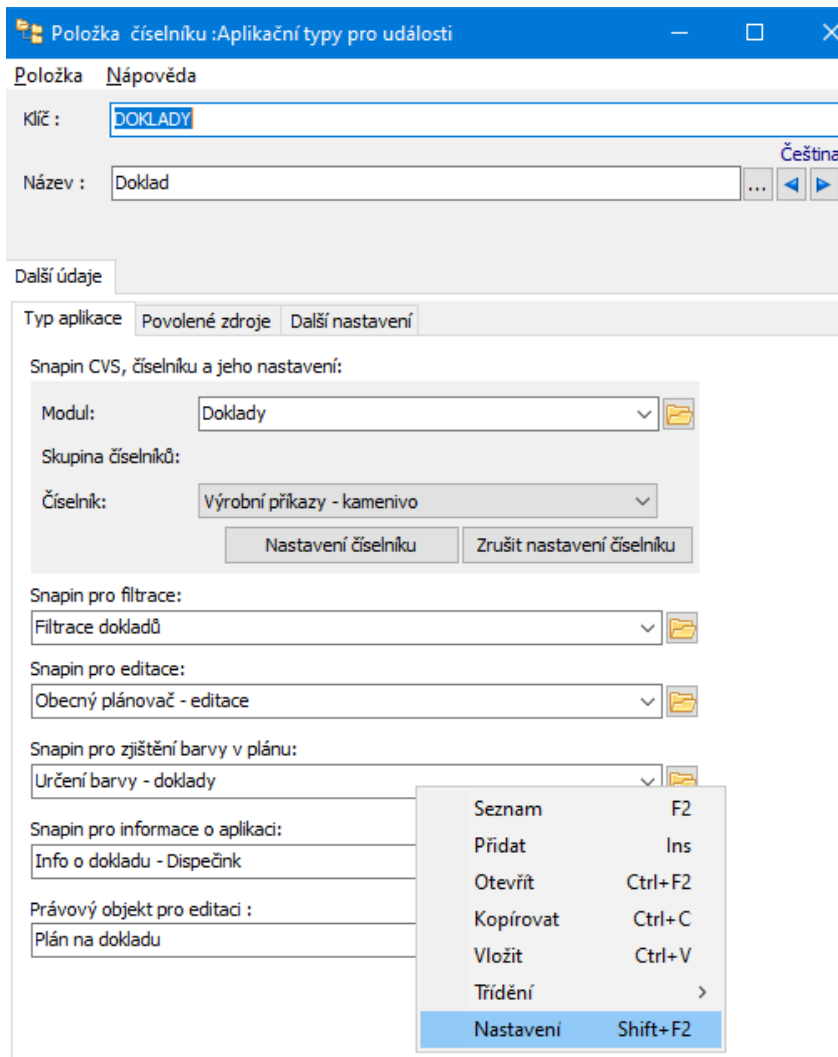 Položka číselníku :Aplikační typy pro události
Položka Nápověda
Klíč : DOKLADY
Čeština
Název : Doklad ...
Další údaje
Typ aplikace Povolené zdroje Další nastavení
Snapin CVS, číselníku a jeho nastavení:
Modul: Doklady
Skupina číselníků:
Číselník: Výrobní příkazy - kamenivo
Nastavení číselníku Zrušit nastavení číselníku
Snapin pro filtrace:
Filtrace dokladů
Snapin pro editace:
Obecný plánovač - editace
Snapin pro zjištění barvy v plánu:
Určení barvy - doklady
Snapin pro informace o aplikaci:
Info o dokladu - Dispečink
Právový objekt pro editaci :
Plán na dokladu
Seznam F2
Přidat Ins
Otevřít Ctrl+F2
Kopírovat Ctrl+C
Vložit Ctrl+V
Třídění
Nastavení Shift+F2